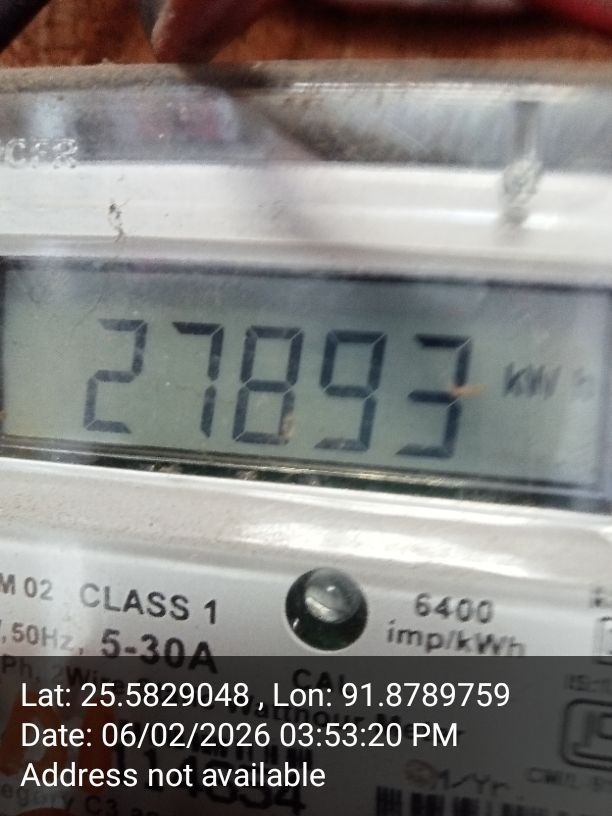 27893 kWh
M 02 CLASS 1
6400
imp/kWh
,50Hz, 5-30A
CAL
Lat: 25.5829048 , Lon: 91.8789759
Date: 06/02/2026 03:53:20 PM
Address not available